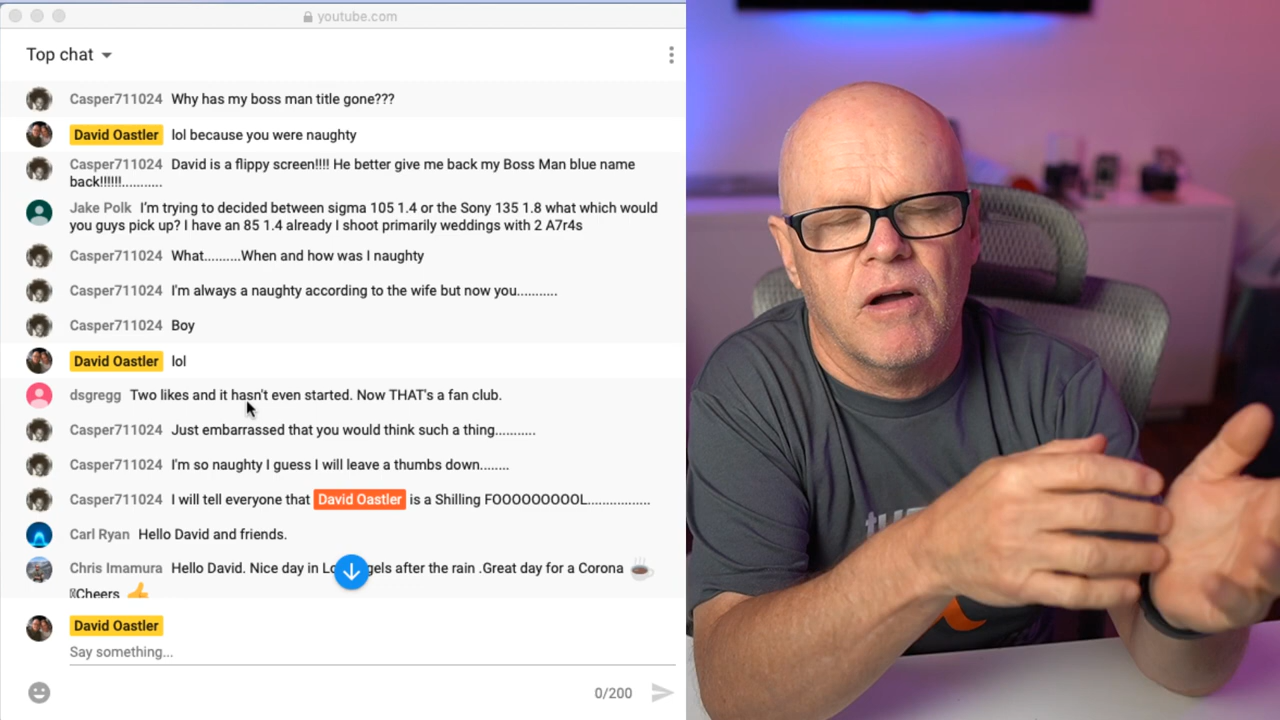 youtube.com
Top chat
Casper711024 Why has my boss man title gone???
David Oastler lol because you were naughty
Casper711024 David is a flippy screen!!!! He better give me back my Boss Man blue name
back!!!!!!...........
Jake Polk I'm trying to decided between sigma 105 1.4 or the Sony 135 1.8 what which would
you guys pick up? I have an 85 1.4 already I shoot primarily weddings with 2 A7r4s
Casper711024 What..........When and how was I naughty
Casper711024 I'm always a naughty according to the wife but now you...........
Casper711024 Boy
David Oastler lol
dsgregg Two likes and it hasn't even started. Now THAT's a fan club.
Casper711024 Just embarrassed that you would think such a thing...........
Casper711024 I'm so naughty I guess I will leave a thumbs down........
Casper711024 I will tell everyone that David Oastler is a Shilling FOOOOOOOOOL................
Carl Ryan Hello David and friends.
Chris Imamura Hello David. Nice day in after the rain .Great day for a Corona ☕
Cheers 👍
David Oastler
Say something...
0/200